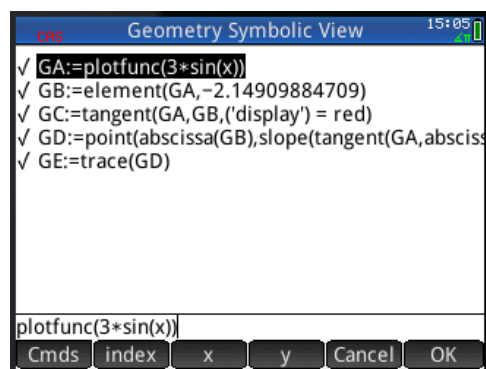 Geometry Symbolic View
15:05
CAS
∡π
√ GA:=plotfunc(3*sin(x))
√ GB:=element(GA,−2.14909884709)
√ GC:=tangent(GA,GB,('display') = red)
√ GD:=point(abscissa(GB),slope(tangent(GA,absciss
√ GE:=trace(GD)
plotfunc(3*sin(x))
Cmds index x y Cancel OK